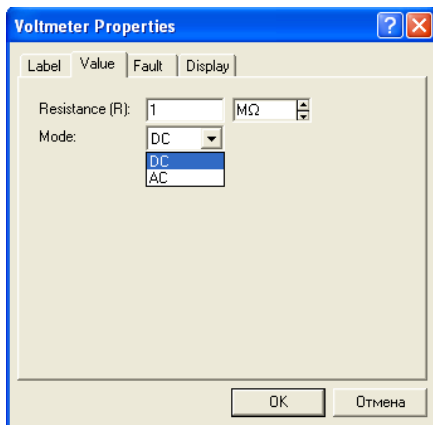 Voltmeter Properties
Label Value Fault Display
Resistance (R): 1 MΩ
Mode: DC
DC
AC
OK Отмена